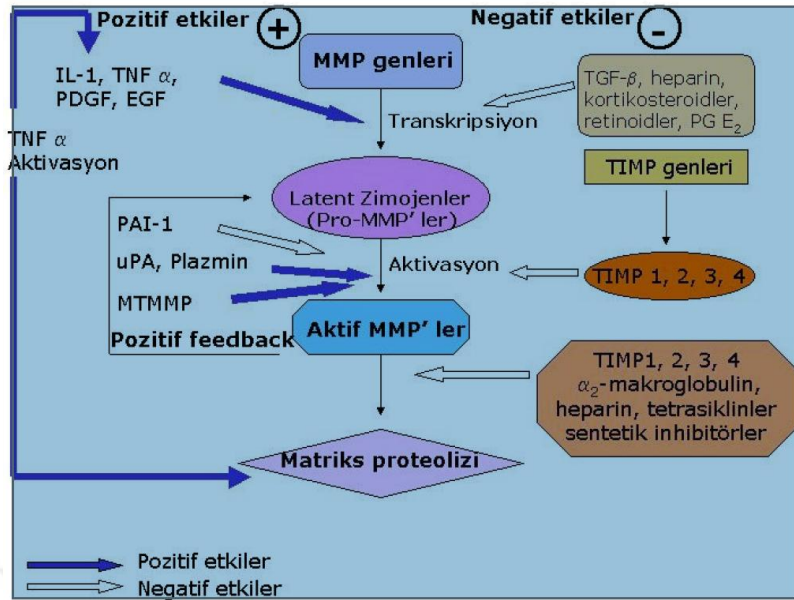 Pozitif etkiler
+
Negatif etkiler
-
MMP genleri
IL-1, TNF α,
PDGF, EGF
TGF-β, heparin,
kortikosteroidler,
retinoidler, PG E₂
Transkripsiyon
TNF α
Aktivasyon
TIMP genleri
Latent Zimojenler
(Pro-MMP' ler)
PAI-1
uPA, Plazmin
MTMMP
Aktivasyon
TIMP 1, 2, 3, 4
Pozitif feedback
Aktif MMP' ler
TIMP1, 2, 3, 4
α₂-makroglobulin,
heparin, tetrasiklinler
sentetik inhibitörler
Matriks proteolizi
Pozitif etkiler
Negatif etkiler